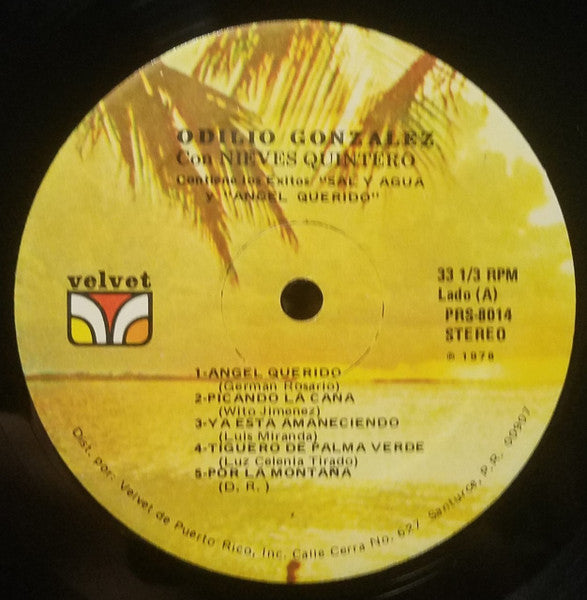 ODILIO GONZALEZ
Con NIEVES QUINTERO
Contiene los Exitos "SAL Y AGUA
y "ANGEL QUERIDO"
velvet
33 1/3 RPM
Lado (A)
PRS-8014
STEREO
℗ 1978
1-ANGEL QUERIDO
(German Rosario)
2-PICANDO LA CAÑA
(Wito Jimenez)
3-YA ESTA AMANECIENDO
(Luis Miranda)
4-TIGUERO DE PALMA VERDE
(Luz Celenia Tirado)
5-POR LA MONTAÑA
(D. R.)
Dist. por: Velvet de Puerto Rico, Inc. Calle Cerra No. 627 Santurce, P.R. 00907